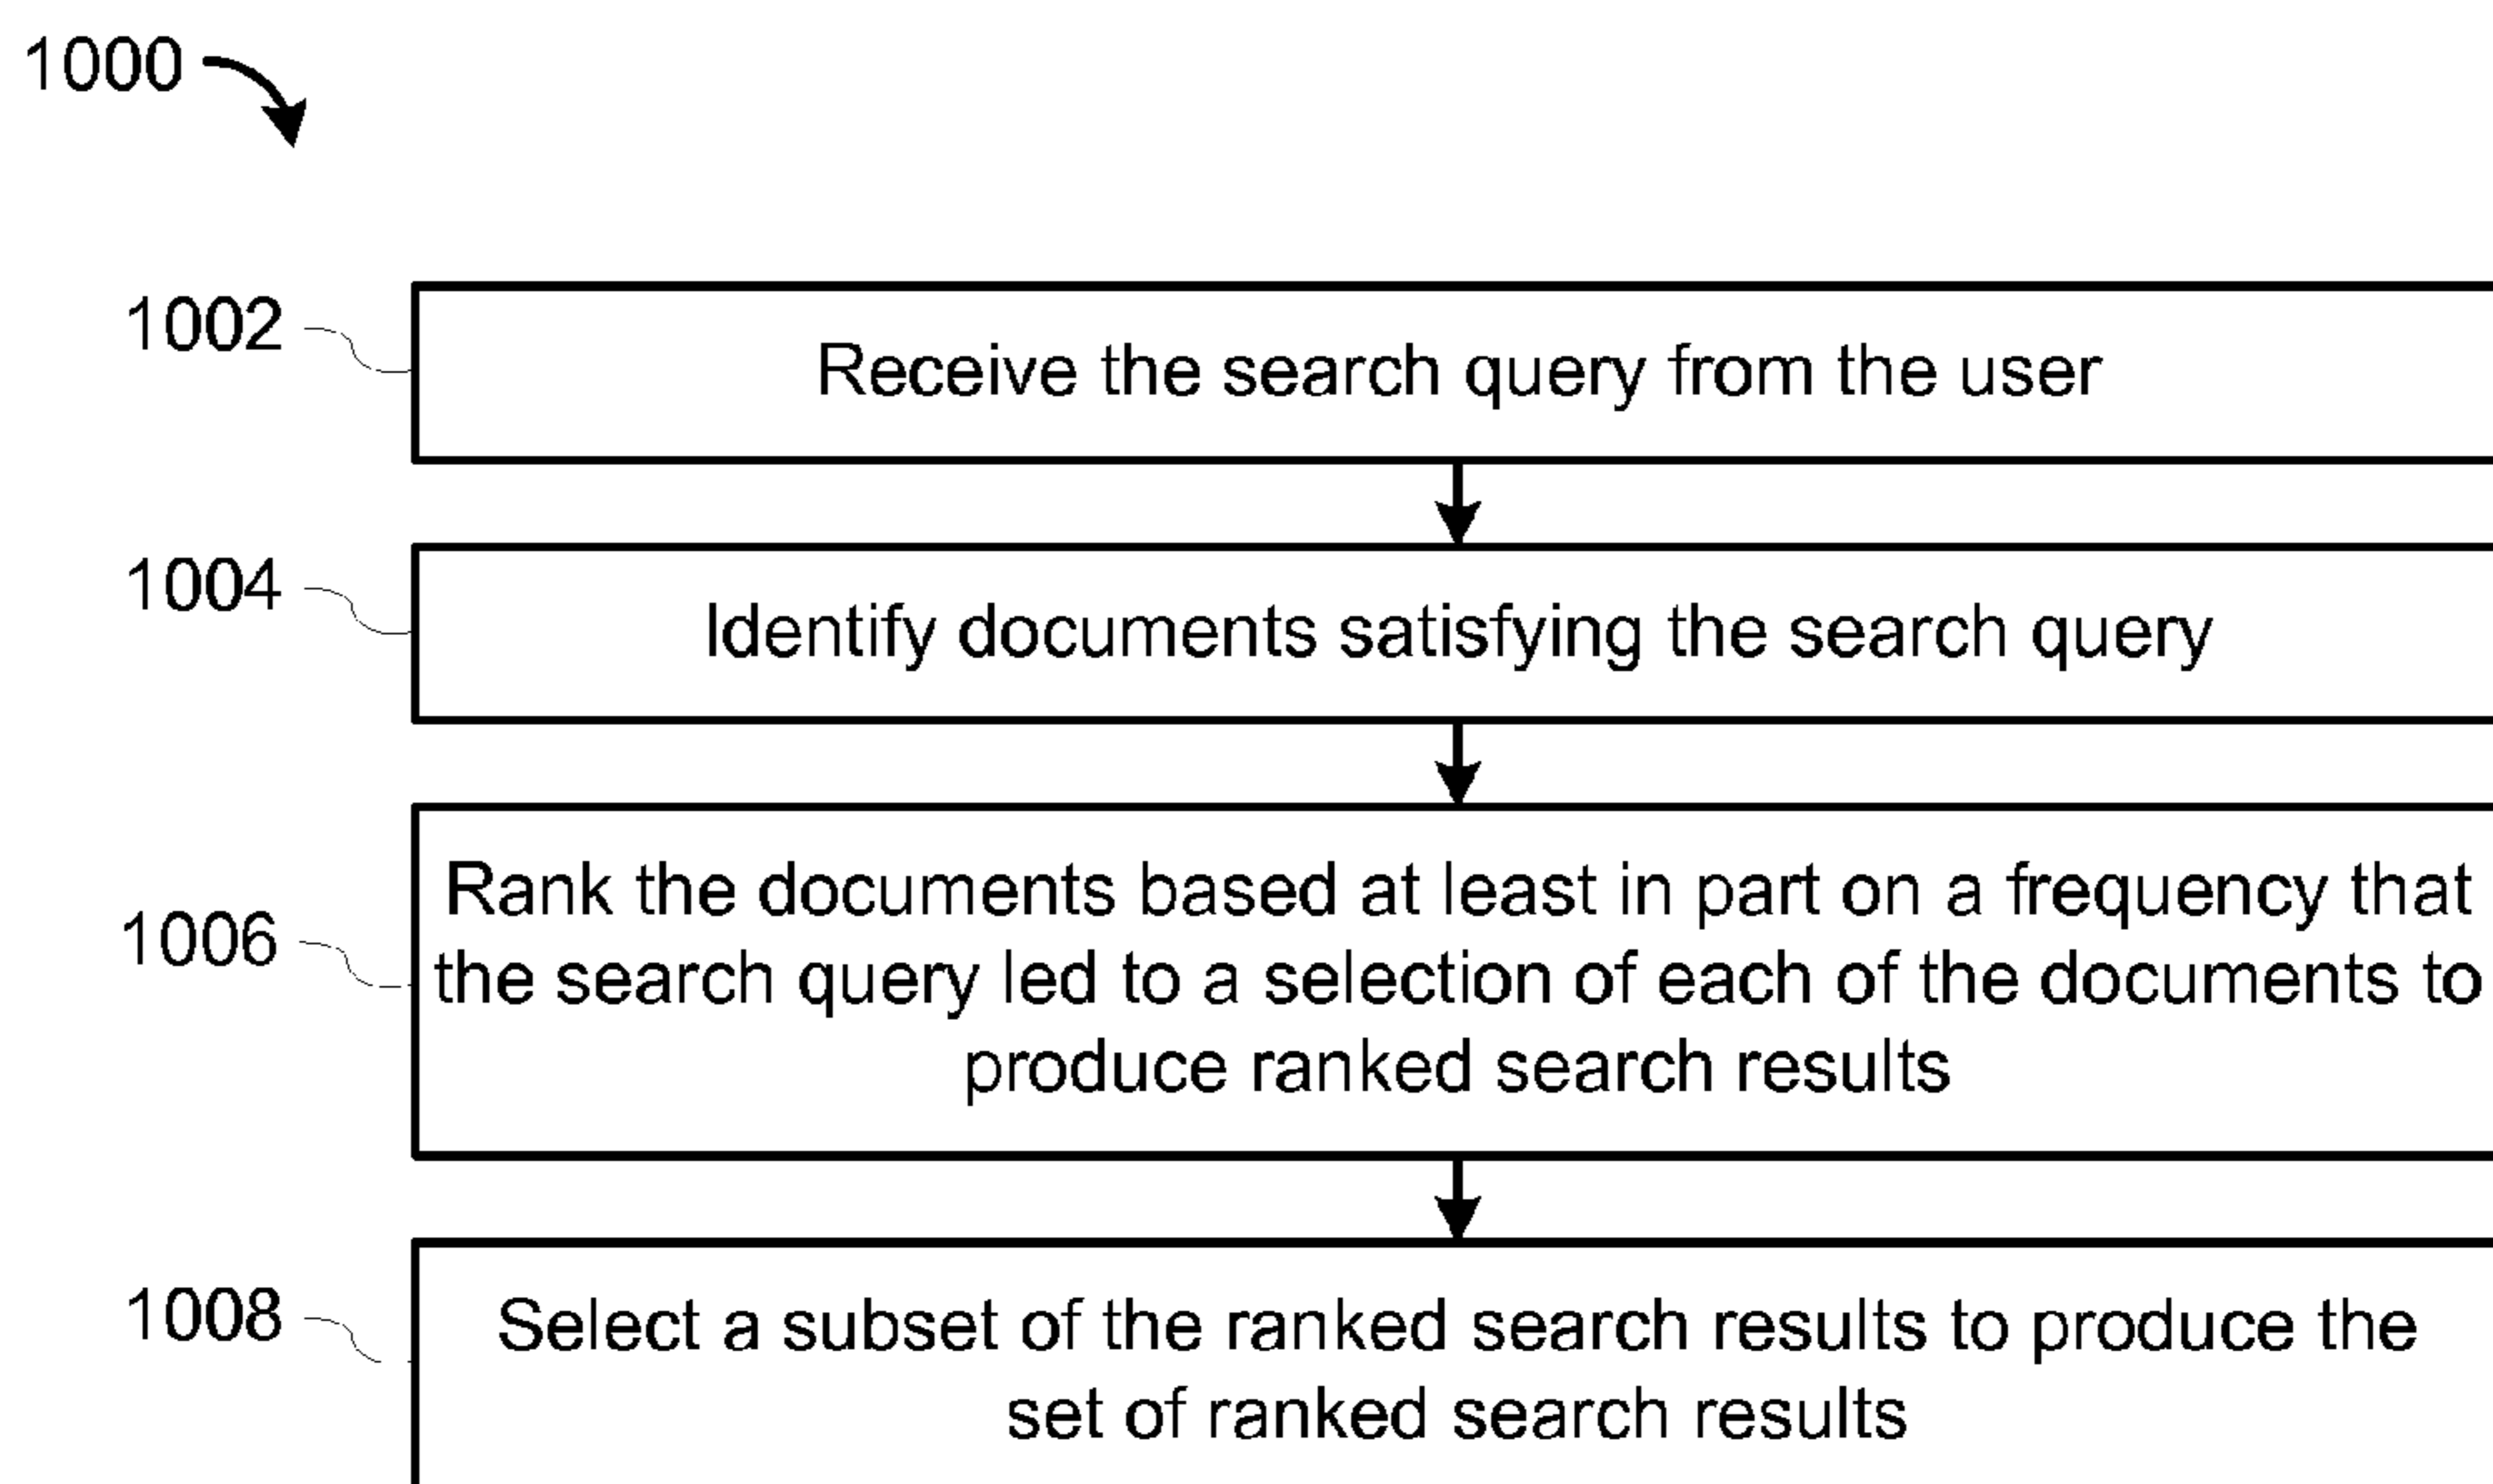 1000
1002
Receive the search query from the user
1004
Identify documents satisfying the search query
1006
Rank the documents based at least in part on a frequency that
the search query led to a selection of each of the documents to
produce ranked search results
1008
Select a subset of the ranked search results to produce the
set of ranked search results